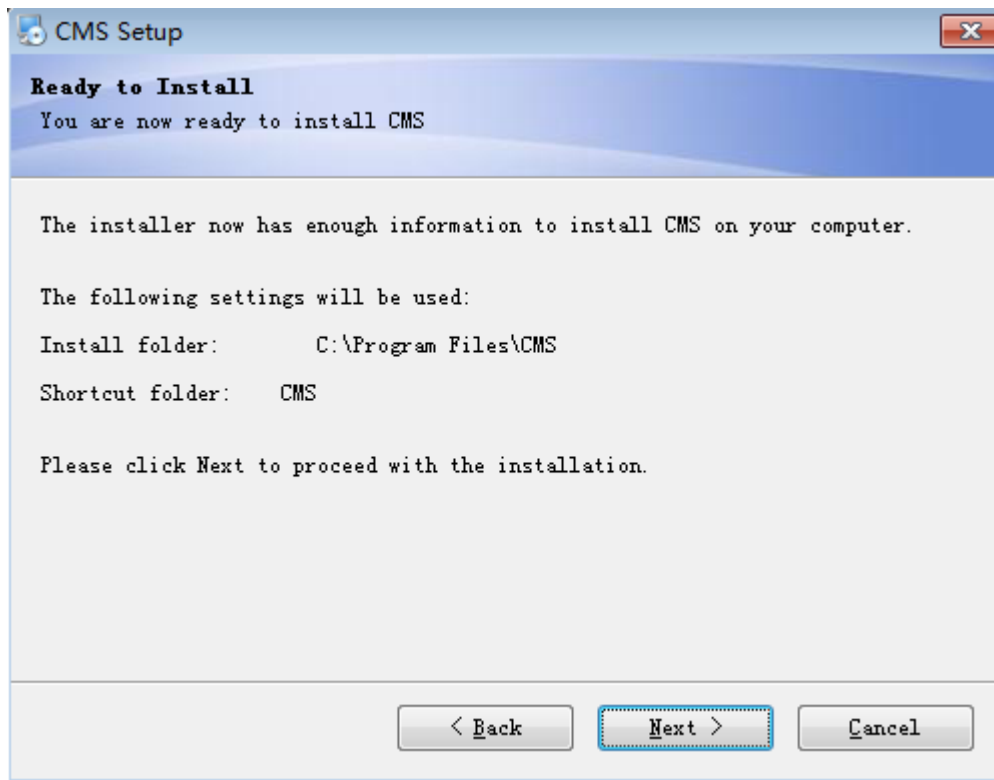 CMS Setup
Ready to Install
You are now ready to install CMS
The installer now has enough information to install CMS on your computer.
The following settings will be used:
Install folder: C:\Program Files\CMS
Shortcut folder: CMS
Please click Next to proceed with the installation.
< Back Next > Cancel